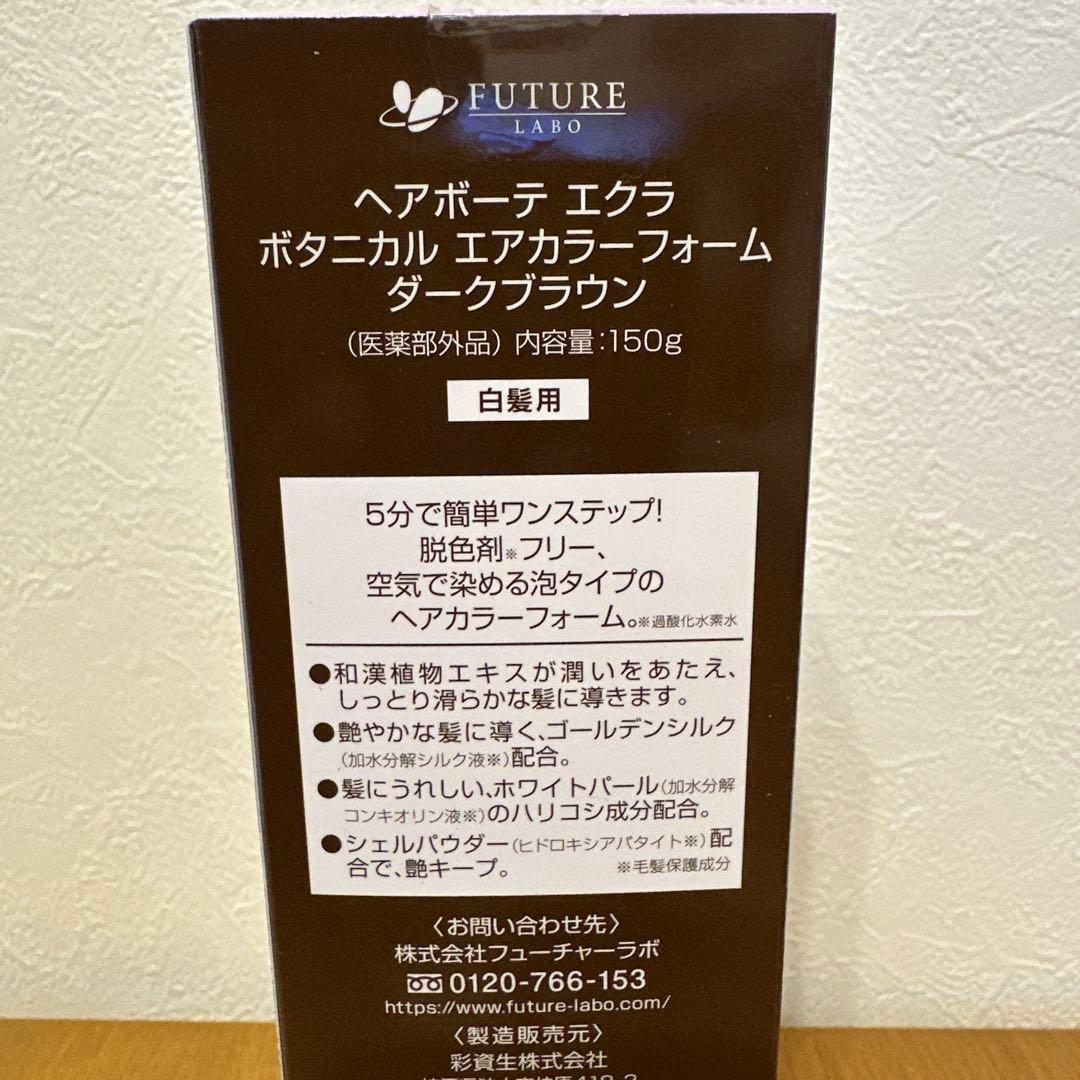 FUTURE
LABO
ヘアボーテ エクラ
ボタニカル エアカラーフォーム
ダークブラウン
(医薬部外品) 内容量:150g
白髪用
5分で簡単ワンステップ!
脱色剤※フリー、
空気で染める泡タイプの
ヘアカラーフォーム。※過酸化水素水
●和漢植物エキスが潤いをあたえ、
しっとり滑らかな髪に導きます。
●艶やかな髪に導く、ゴールデンシルク
(加水分解シルク液※)配合。
●髪にうれしい、ホワイトパール(加水分解
コンキオリン液※)のハリコシ成分配合。
●シェルパウダー(ヒドロキシアパタイト※)配
合で、艶キープ。 ※毛髪保護成分
〈お問い合わせ先〉
株式会社フューチャーラボ
0120-766-153
https://www.future-labo.com/
〈製造販売元〉
彩資生株式会社